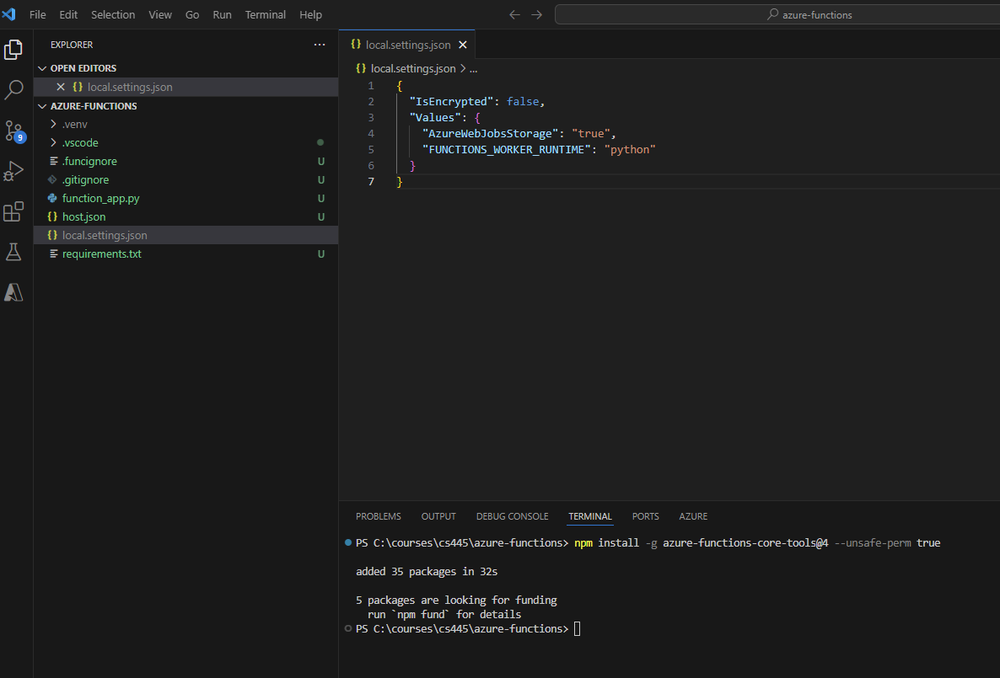 File Edit Selection View Go Run Terminal Help
azure-functions
EXPLORER
···
OPEN EDITORS
local.settings.json
AZURE-FUNCTIONS
.venv
.vscode
.funcignore U
.gitignore U
function_app.py U
host.json U
local.settings.json
requirements.txt U
9
{} local.settings.json
{} local.settings.json > ...
1 {
2 "IsEncrypted": false,
3 "Values": {
4 "AzureWebJobsStorage": "true",
5 "FUNCTIONS_WORKER_RUNTIME": "python"
6 }
7 }
PROBLEMS OUTPUT DEBUG CONSOLE TERMINAL PORTS AZURE
PS C:\courses\cs445\azure-functions> npm install -g azure-functions-core-tools@4 --unsafe-perm true
added 35 packages in 32s
5 packages are looking for funding
run `npm fund` for details
PS C:\courses\cs445\azure-functions>